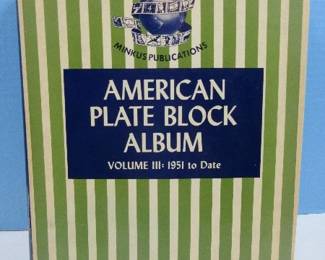 MINKUS PUBLICATIONS
AMERICAN
PLATE BLOCK
ALBUM
VOLUME III: 1951 to Date